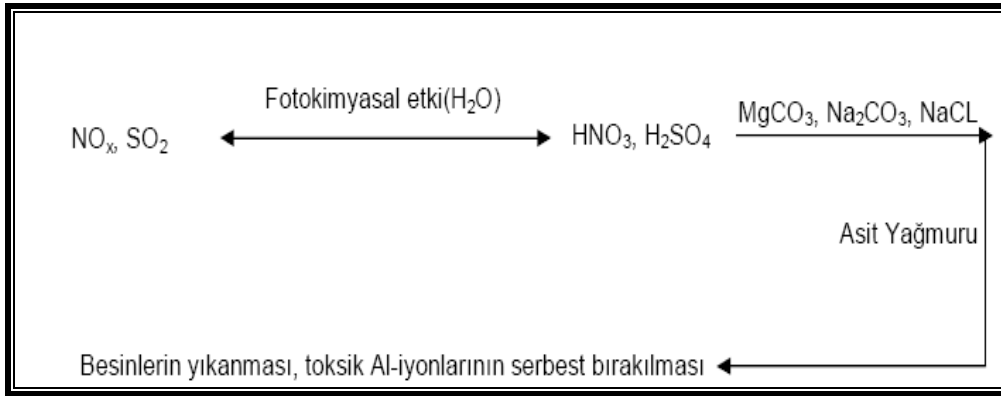 Fotokimyasal etki(H₂O)
NOₓ, SO₂
HNO₃, H₂SO₄
MgCO₃, Na₂CO₃, NaCL
Asit Yağmuru
Besinlerin yıkanması, toksik Al-iyonlarının serbest bırakılması